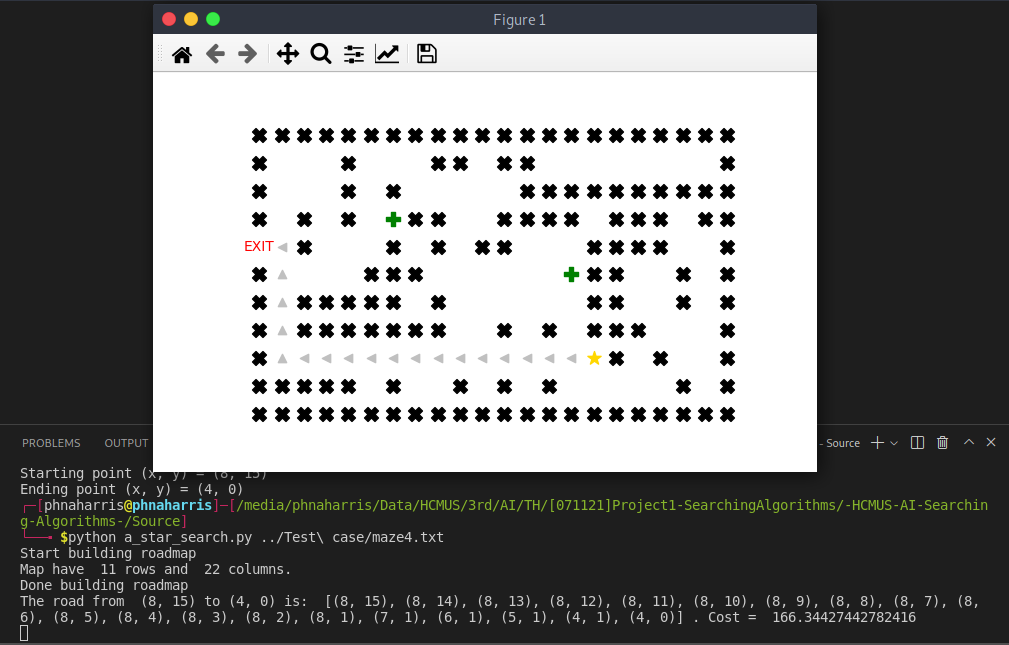 Figure 1
EXIT
PROBLEMS OUTPUT - Source
Starting point (x, y) = (8, 15)
Ending point (x, y) = (4, 0)
┌─[phnaharris@phnaharris]─[/media/phnaharris/Data/HCMUS/3rd/AI/TH/[071121]Project1-SearchingAlgorithms/-HCMUS-AI-Searchin
g-Algorithms-/Source]
└──╼ $python a_star_search.py ../Test\ case/maze4.txt
Start building roadmap
Map have  11 rows and  22 columns.
Done building roadmap
The road from  (8, 15) to (4, 0) is:  [(8, 15), (8, 14), (8, 13), (8, 12), (8, 11), (8, 10), (8, 9), (8, 8), (8, 7), (8,
6), (8, 5), (8, 4), (8, 3), (8, 2), (8, 1), (7, 1), (6, 1), (5, 1), (4, 1), (4, 0)] . Cost =  166.34427442782416